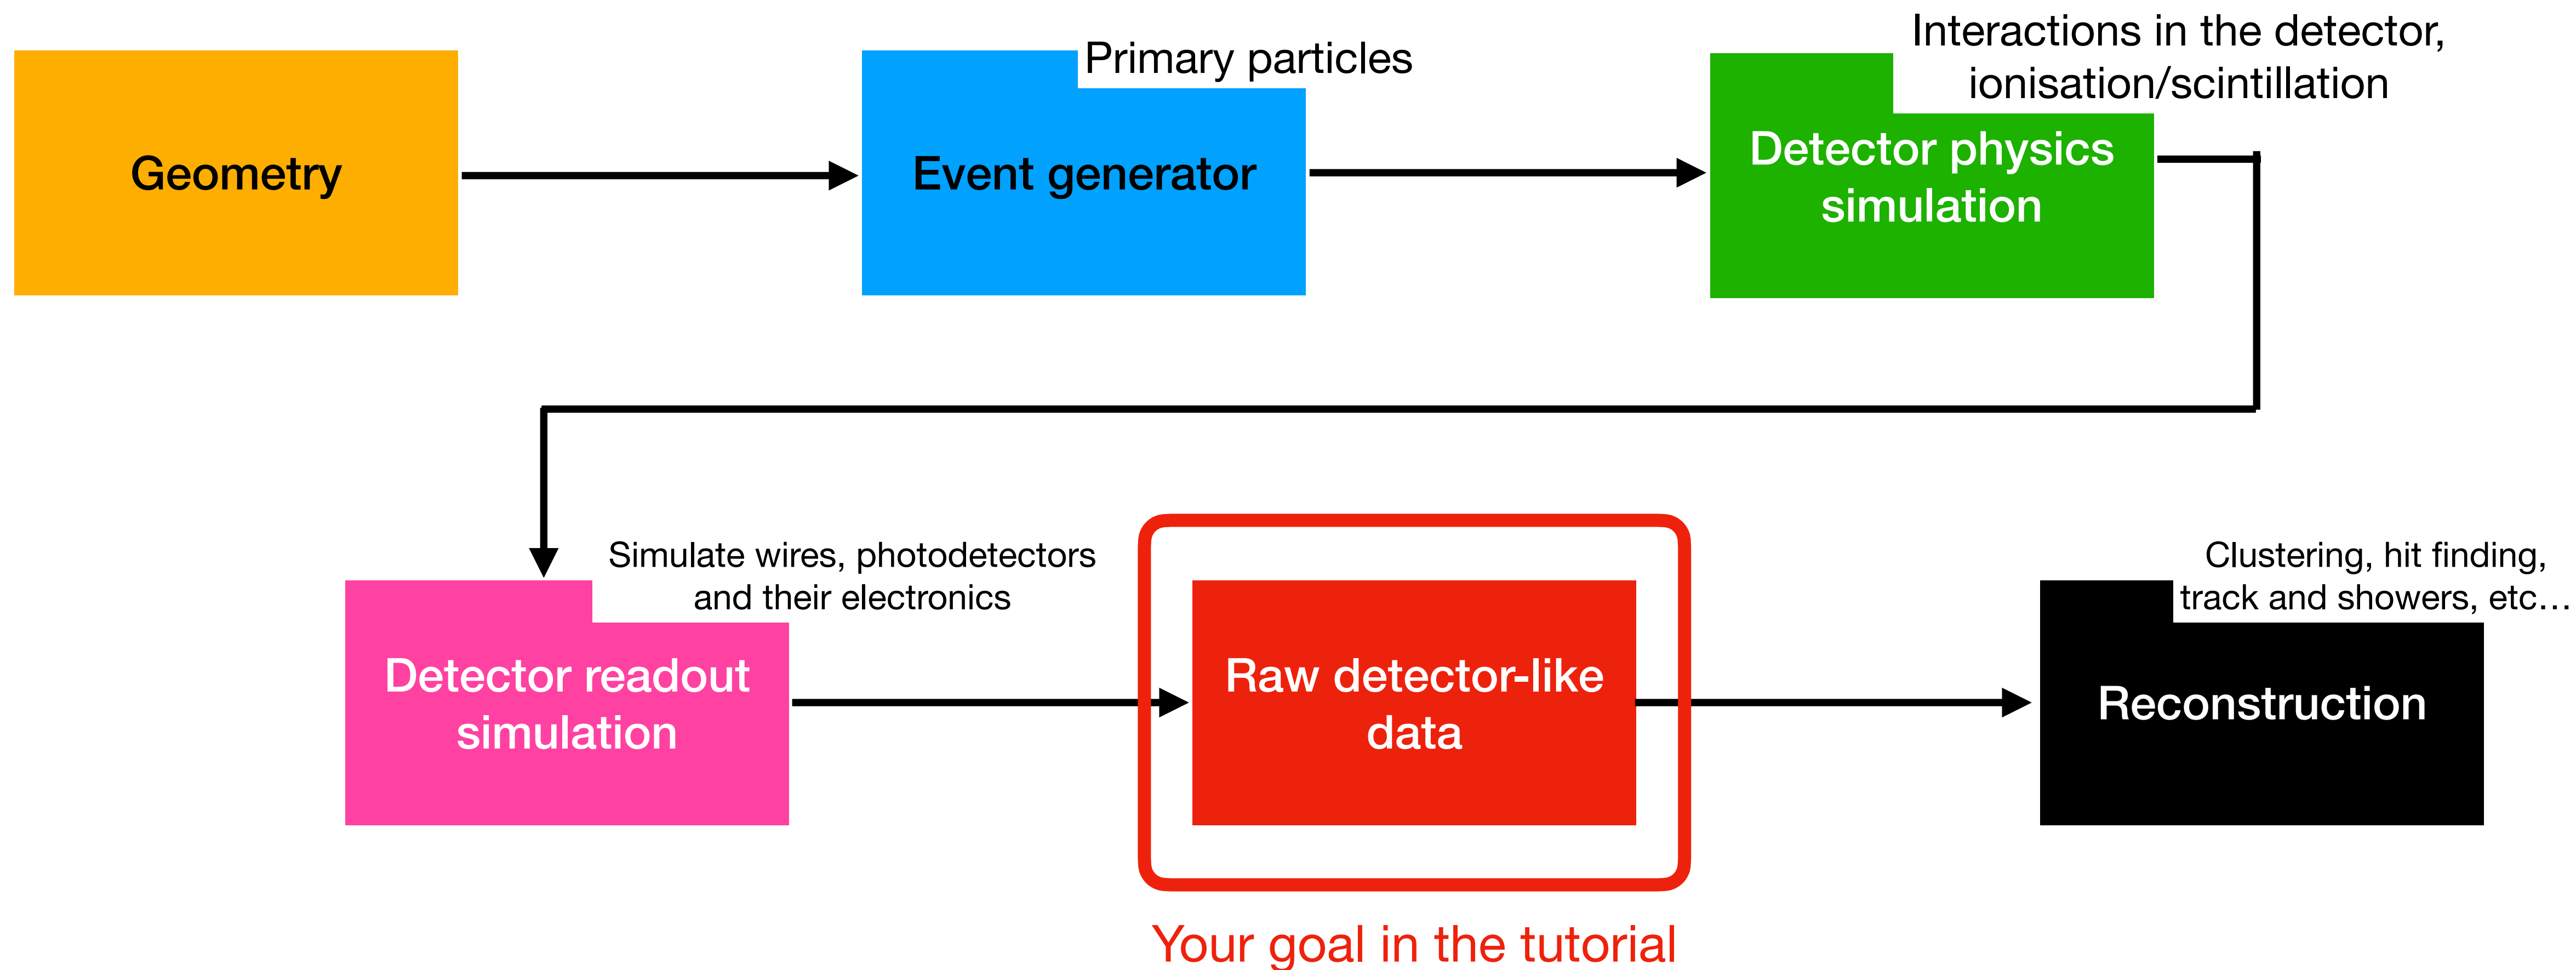 Geometry
Primary particles
Event generator
Interactions in the detector,
ionisation/scintillation
Detector physics
simulation
Simulate wires, photodetectors
and their electronics
Detector readout
simulation
Raw detector-like
data
Your goal in the tutorial
Clustering, hit finding,
track and showers, etc…
Reconstruction